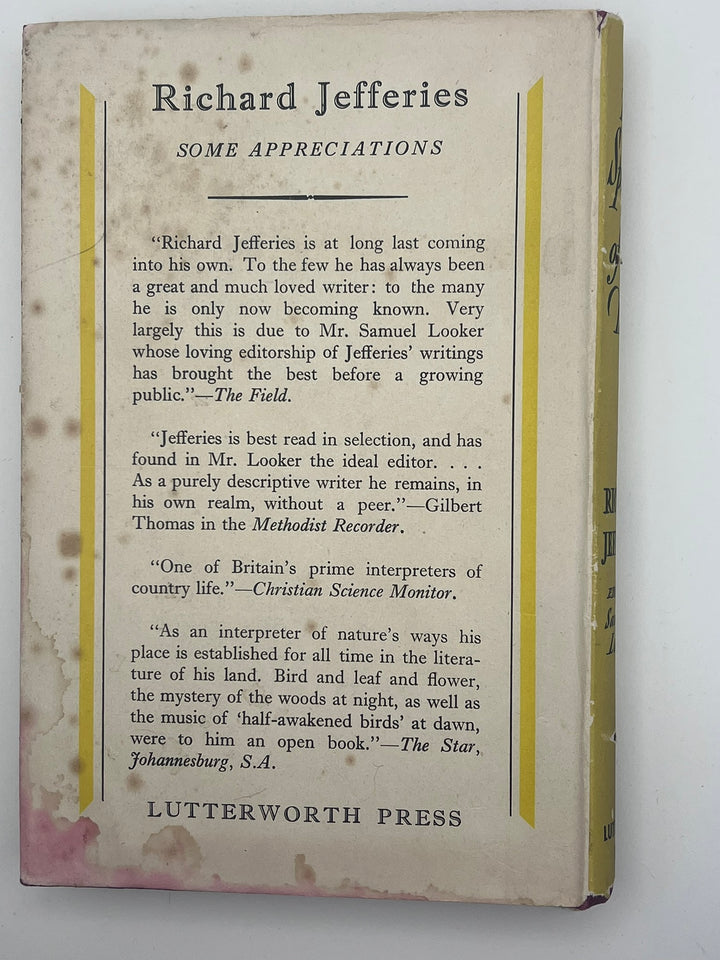 Richard Jefferies
SOME APPRECIATIONS
“Richard Jefferies is at long last coming
into his own. To the few he has always been
a great and much loved writer: to the many
he is only now becoming known. Very
largely this is due to Mr. Samuel Looker
whose loving editorship of Jefferies’ writings
has brought the best before a growing
public.”—The Field.
“Jefferies is best read in selection, and has
found in Mr. Looker the ideal editor. . . .
As a purely descriptive writer he remains, in
his own realm, without a peer.”—Gilbert
Thomas in the Methodist Recorder.
“One of Britain’s prime interpreters of
country life.”—Christian Science Monitor.
“As an interpreter of nature’s ways his
place is established for all time in the litera-
ture of his land. Bird and leaf and flower,
the mystery of the woods at night, as well as
the music of ‘half-awakened birds’ at dawn,
were to him an open book.”—The Star,
Johannesburg, S.A.
LUTTERWORTH PRESS